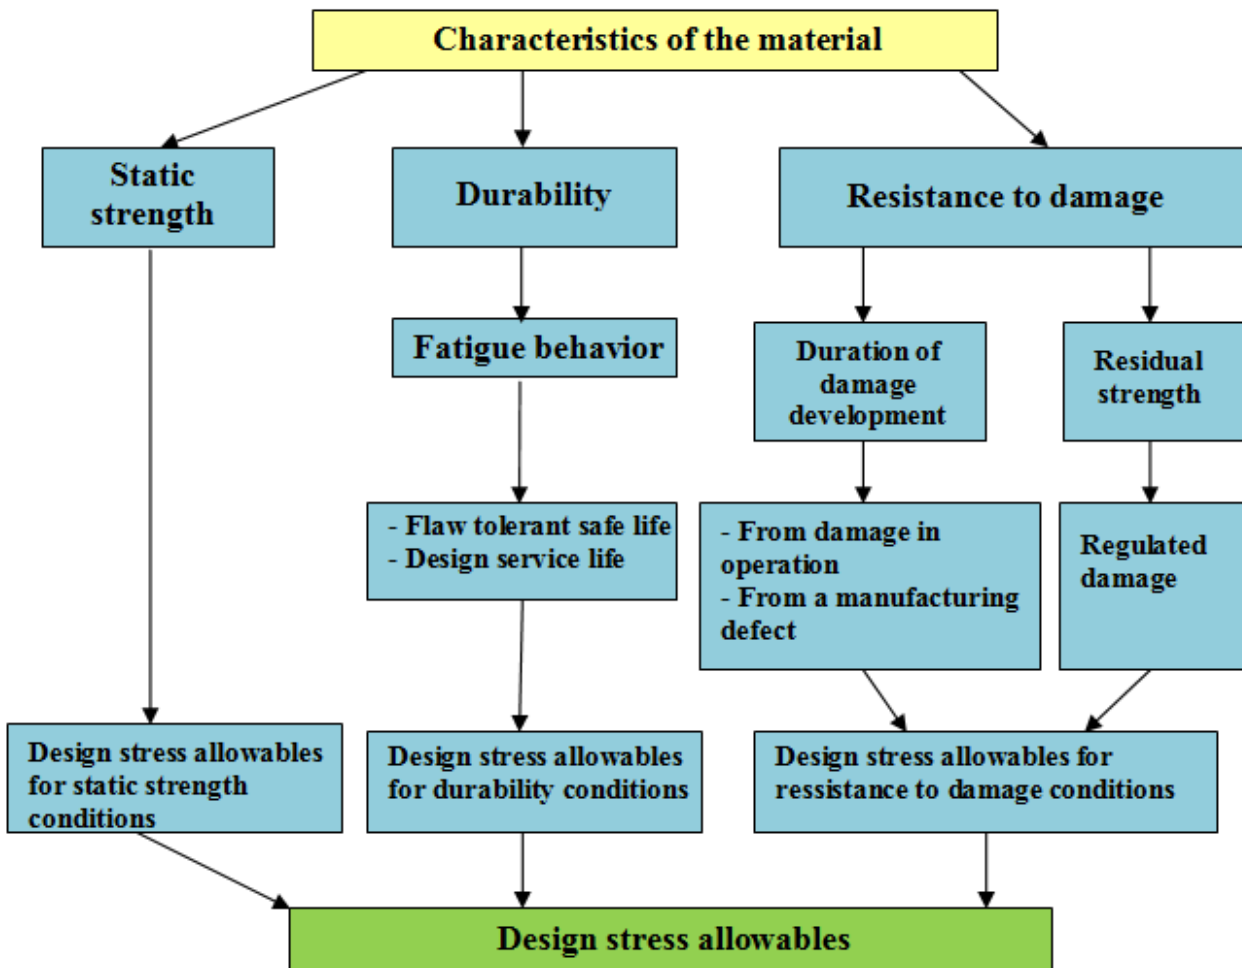 Characteristics of the material
Static
strength
Durability
Resistance to damage
Fatigue behavior
Duration of
damage
development
Residual
strength
- Flaw tolerant safe life
- Design service life
- From damage in
operation
- From a manufacturing
defect
Regulated
damage
Design stress allowables
for static strength
conditions
Design stress allowables
for durability conditions
Design stress allowables for
ressistance to damage conditions
Design stress allowables